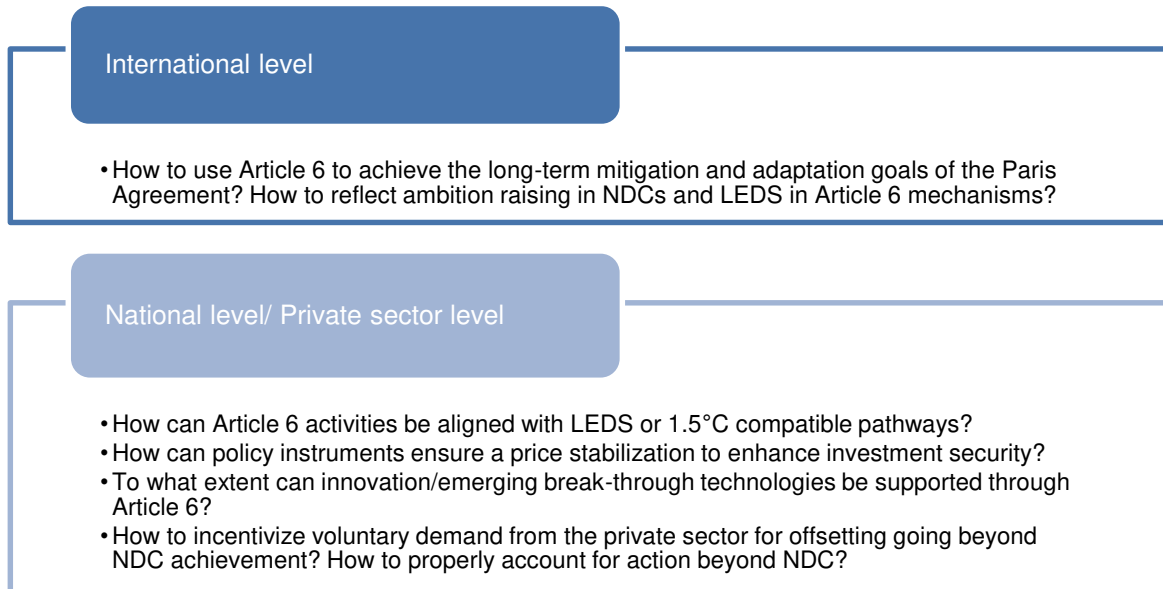 International level
•How to use Article 6 to achieve the long-term mitigation and adaptation goals of the Paris
Agreement? How to reflect ambition raising in NDCs and LEDS in Article 6 mechanisms?
National level/ Private sector level
•How can Article 6 activities be aligned with LEDS or 1.5°C compatible pathways?
•How can policy instruments ensure a price stabilization to enhance investment security?
•To what extent can innovation/emerging break-through technologies be supported through
Article 6?
•How to incentivize voluntary demand from the private sector for offsetting going beyond
NDC achievement? How to properly account for action beyond NDC?